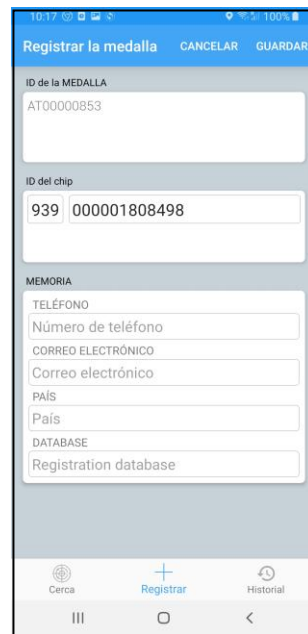 10:17 100%
Registrar la medalla CANCELAR GUARDAR
ID de la MEDALLA
AT00000853
ID del chip
939 000001808498
MEMORIA
TELÉFONO
Número de teléfono
CORREO ELECTRÓNICO
Correo electrónico
PAÍS
País
DATABASE
Registration database
Cerca Registrar Historial